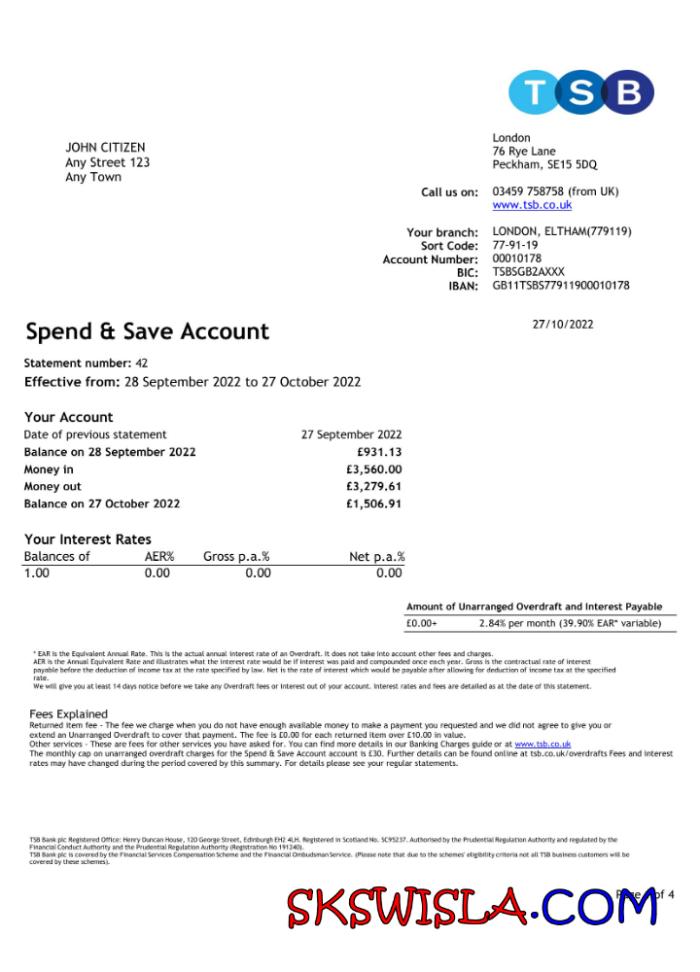 TSB
London
JOHN CITIZEN
76 Rye Lane
Any Street 123
Peckham, SE15 5DQ
Any Town
Call us on: 03459 758758 (from UK)
www.tsb.co.uk
Your branch: LONDON, ELTHAM(779119)
Sort Code: 77-91-19
Account Number: 00010178
BIC: TSBSGB2AXXX
IBAN: GB11TSBS77911900010178
27/10/2022
Spend & Save Account
Statement number: 42
Effective from: 28 September 2022 to 27 October 2022
Your Account
Date of previous statement 27 September 2022
Balance on 28 September 2022 £931.13
Money in £3,560.00
Money out £3,279.61
Balance on 27 October 2022 £1,506.91
Your Interest Rates
Balances of AER% Gross p.a.% Net p.a.%
1.00 0.00 0.00 0.00
Amount of Unarranged Overdraft and Interest Payable
£0.00+ 2.84% per month (39.90% EAR* variable)
* EAR is the Equivalent Annual Rate. This is the actual annual interest rate of an Overdraft. It does not take into account other fees and charges.
AER is the Annual Equivalent Rate and illustrates what the interest rate would be if interest was paid and compounded once each year. Gross is the contractual rate of interest
payable before the deduction of income tax at the rate specified by law. Net is the rate of interest which would be payable after allowing for deduction of income tax at the specified
rate.
We will give you at least 14 days notice before we take any Overdraft fees or interest out of your account. Interest rates and fees are detailed as at the date of this statement.
Fees Explained
Returned item fee - The fee we charge when you do not have enough available money to make a payment you requested and we did not agree to give you or
extend an Unarranged Overdraft to cover that payment. The fee is £0.00 for each returned item over £10.00 in value.
Other services - These are fees for other services you have asked for. You can find more details in our Banking Charges guide or at www.tsb.co.uk
The monthly cap on unarranged overdraft charges for the Spend & Save Account account is £30. Further details can be found online at tsb.co.uk/overdrafts Fees and interest
rates may have changed during the period covered by this summary. For details please see your regular statements.
TSB Bank plc Registered Office: Henry Duncan House, 120 George Street, Edinburgh EH2 4LH. Registered in Scotland No. SC95237. Authorised by the Prudential Regulation Authority and regulated by the
Financial Conduct Authority and the Prudential Regulation Authority (Registration No 191240).
TSB Bank plc is covered by the Financial Services Compensation Scheme and the Financial Ombudsman Service. (Please note that due to the schemes' eligibility criteria not all TSB business customers will be
covered by these schemes).
Page of 4
SKSWISLA.COM